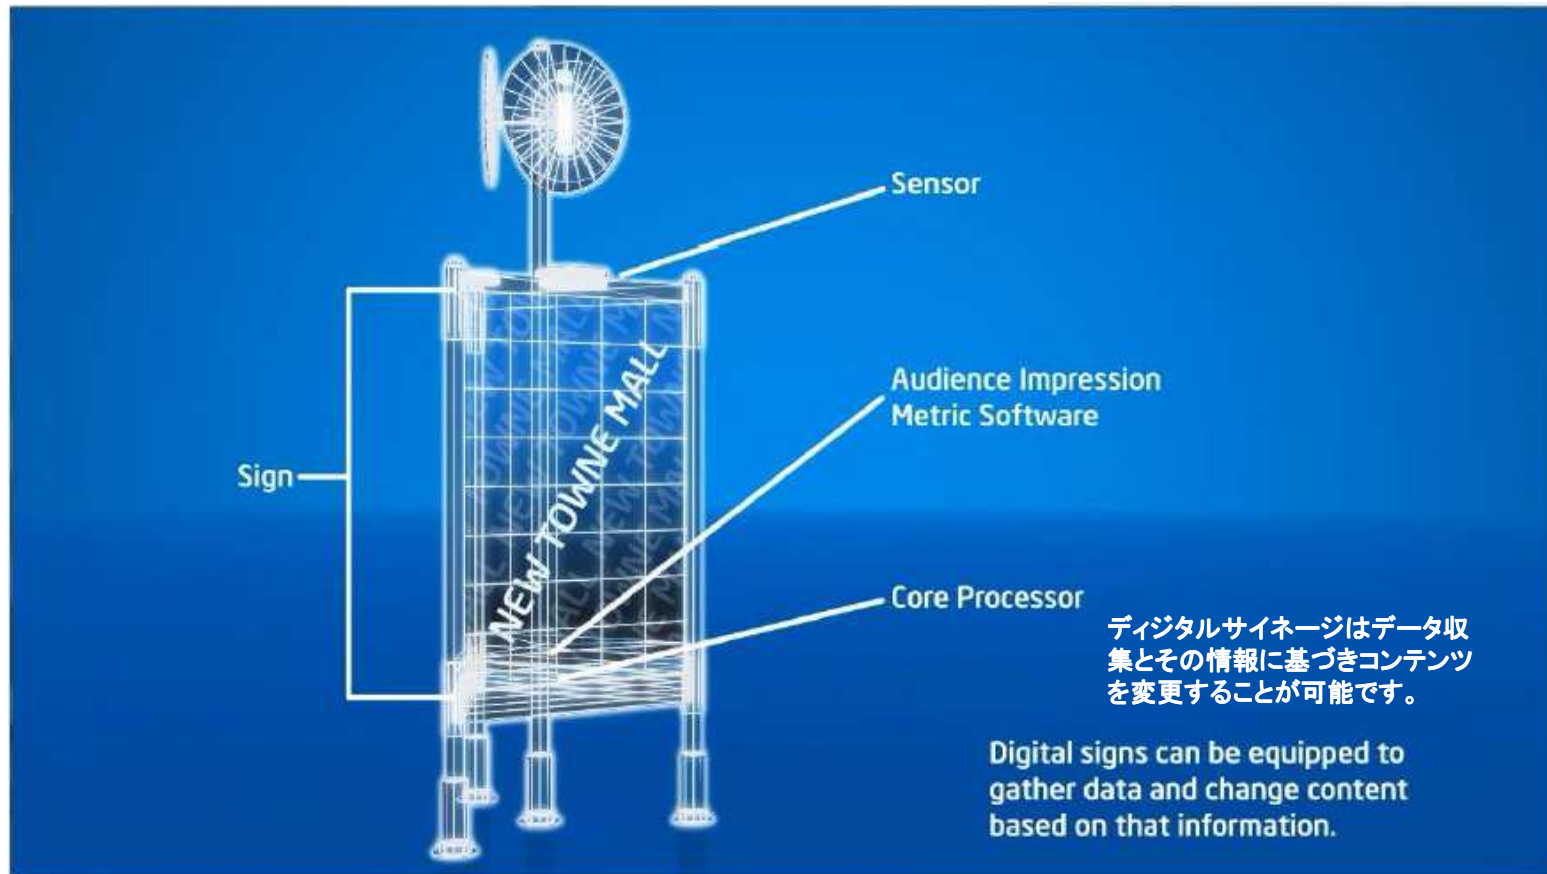 Sensor
Audience Impression
Metric Software
Sign
NEW TOWNE MALL
Core Processor
ディジタルサイネージはデータ収
集とその情報に基づきコンテンツ
を変更することが可能です。
Digital signs can be equipped to
gather data and change content
based on that information.